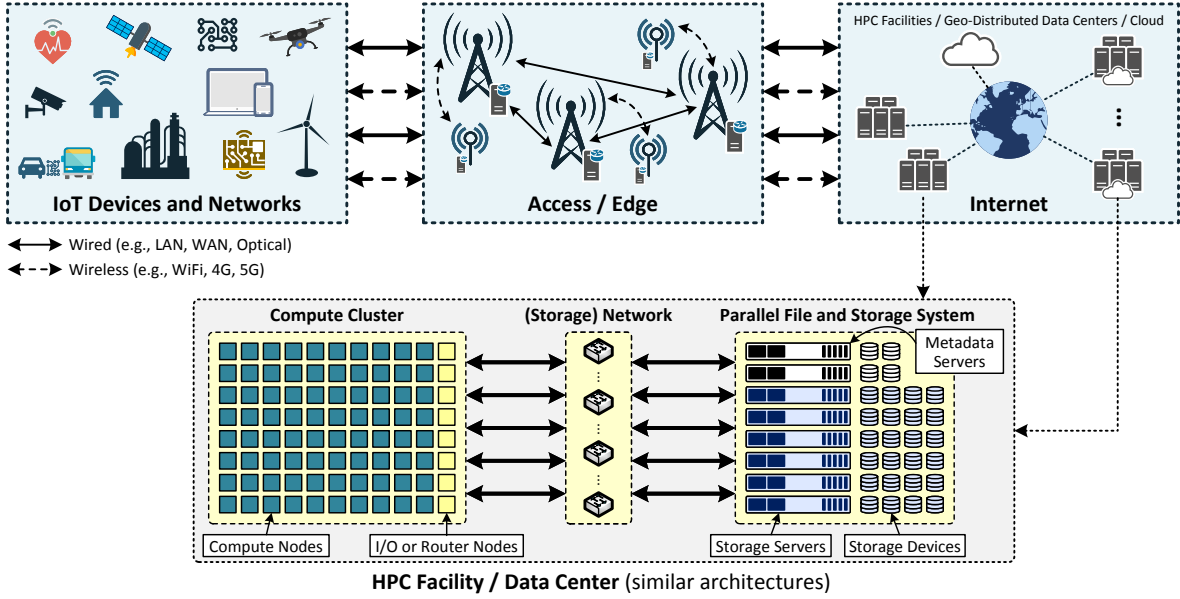 HPC Facilities / Geo-Distributed Data Centers / Cloud
IoT Devices and Networks
Access / Edge
Internet
Wired (e.g., LAN, WAN, Optical)
Wireless (e.g., WiFi, 4G, 5G)
Compute Cluster
(Storage) Network
Parallel File and Storage System
Metadata
Servers
Compute Nodes
I/O or Router Nodes
Storage Servers
Storage Devices
HPC Facility / Data Center (similar architectures)